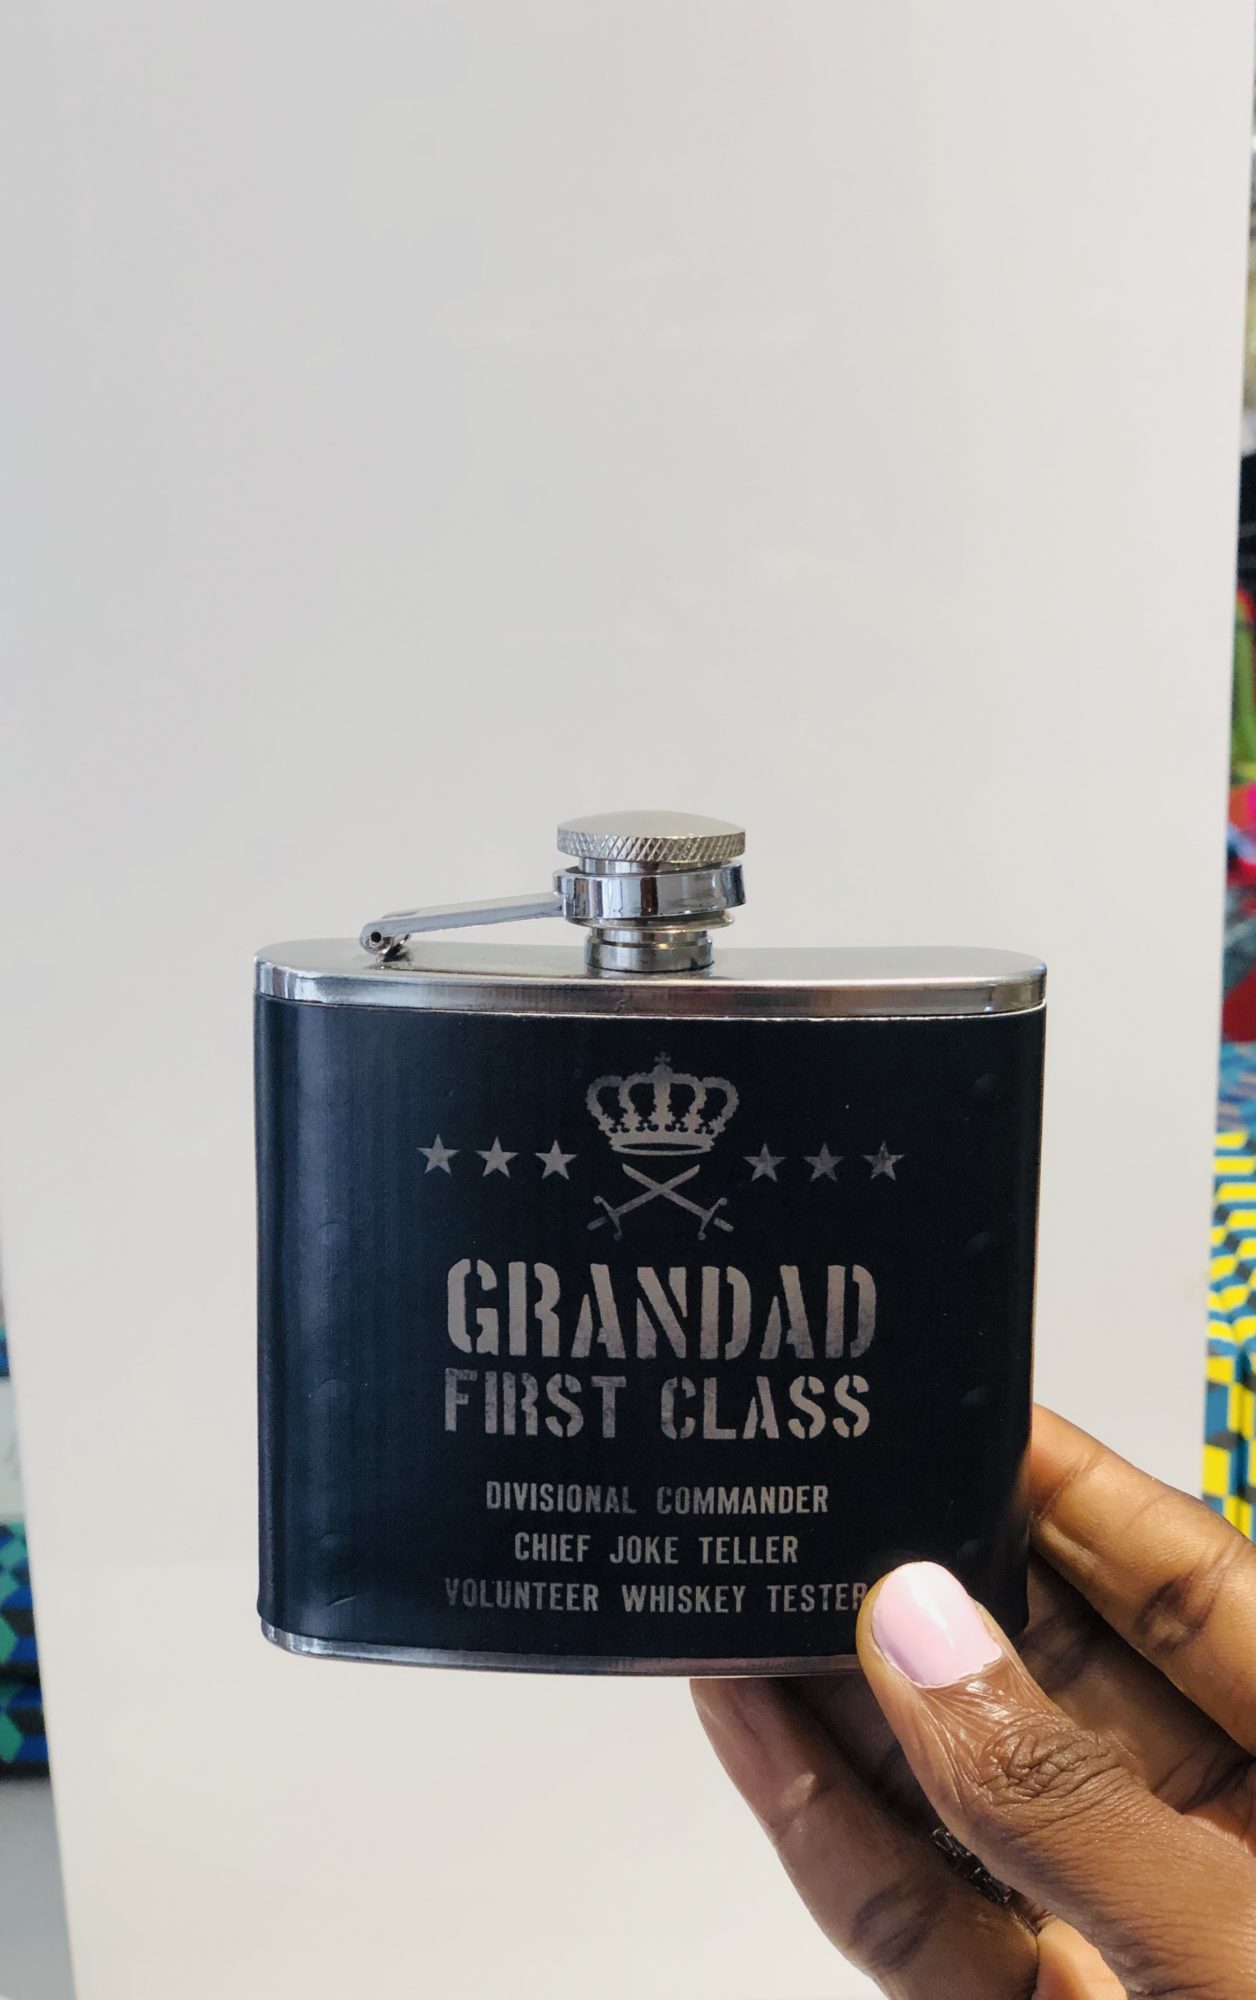 GRANDAD
FIRST CLASS
DIVISIONAL COMMANDER
CHIEF JOKE TELLER
VOLUNTEER WHISKEY TESTER